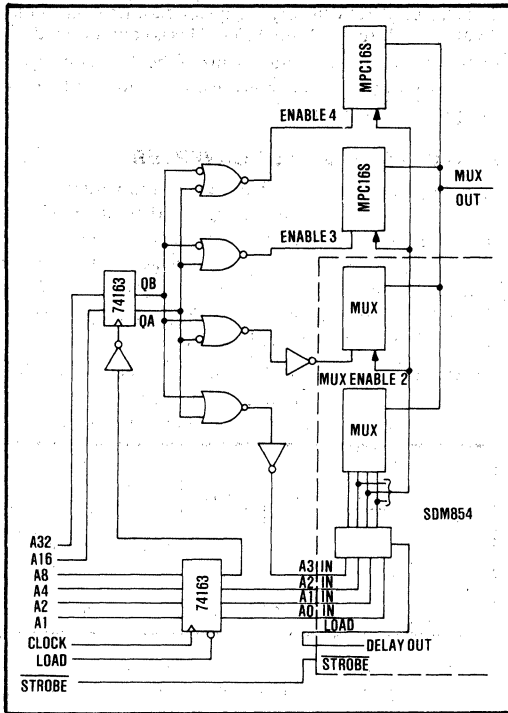 MPC16S
ENABLE 4
MPC16S
MUX
OUT
ENABLE 3
74163
QB
QA
MUX
MUX ENABLE 2
MUX
SDM854
A32
A16
A8
A4
A2
A1
74163
A3 IN
A2 IN
A1 IN
A0 IN
LOAD
CLOCK
LOAD
DELAY OUT
STROBE
STROBE